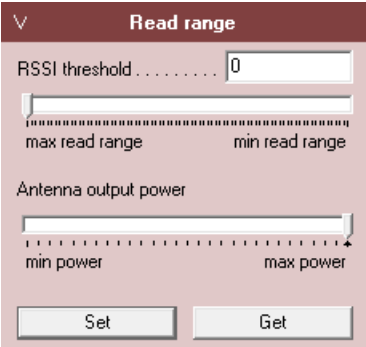 V Read range
RSSI threshold . . . . . . . . . 0
max read range min read range
Antenna output power
min power max power
Set Get